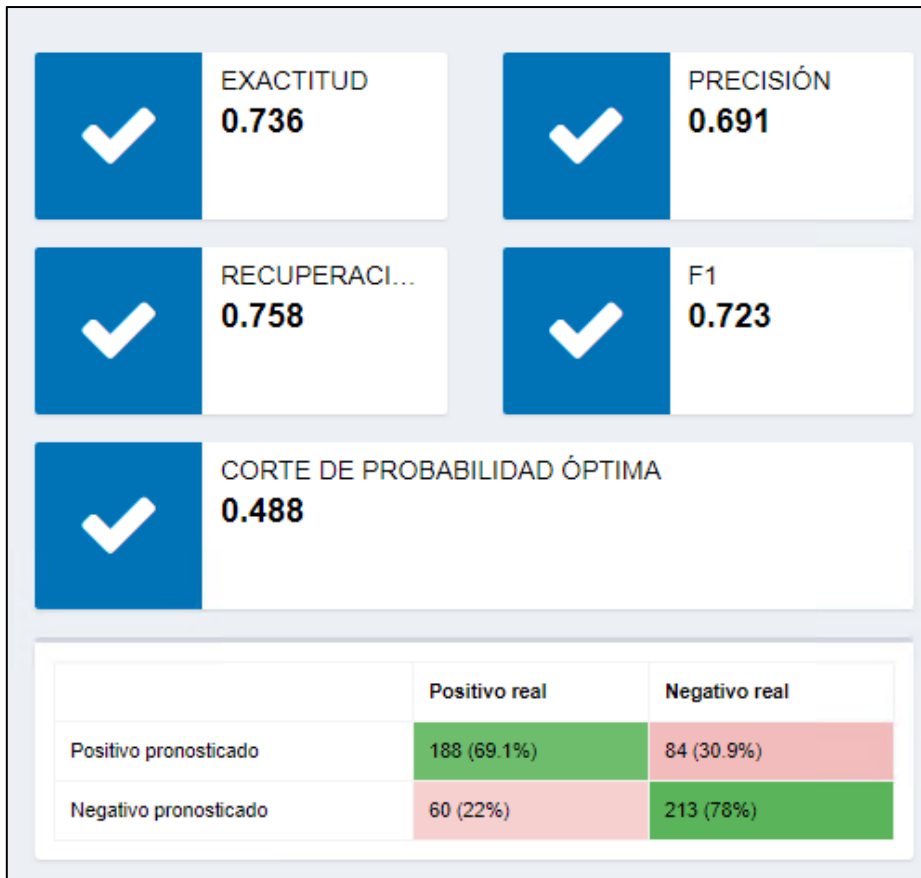 EXACTITUD
0.736
PRECISIÓN
0.691
RECUPERACI...
0.758
F1
0.723
CORTE DE PROBABILIDAD ÓPTIMA
0.488
Positivo real Negativo real
Positivo pronosticado 188 (69.1%) 84 (30.9%)
Negativo pronosticado 60 (22%) 213 (78%)